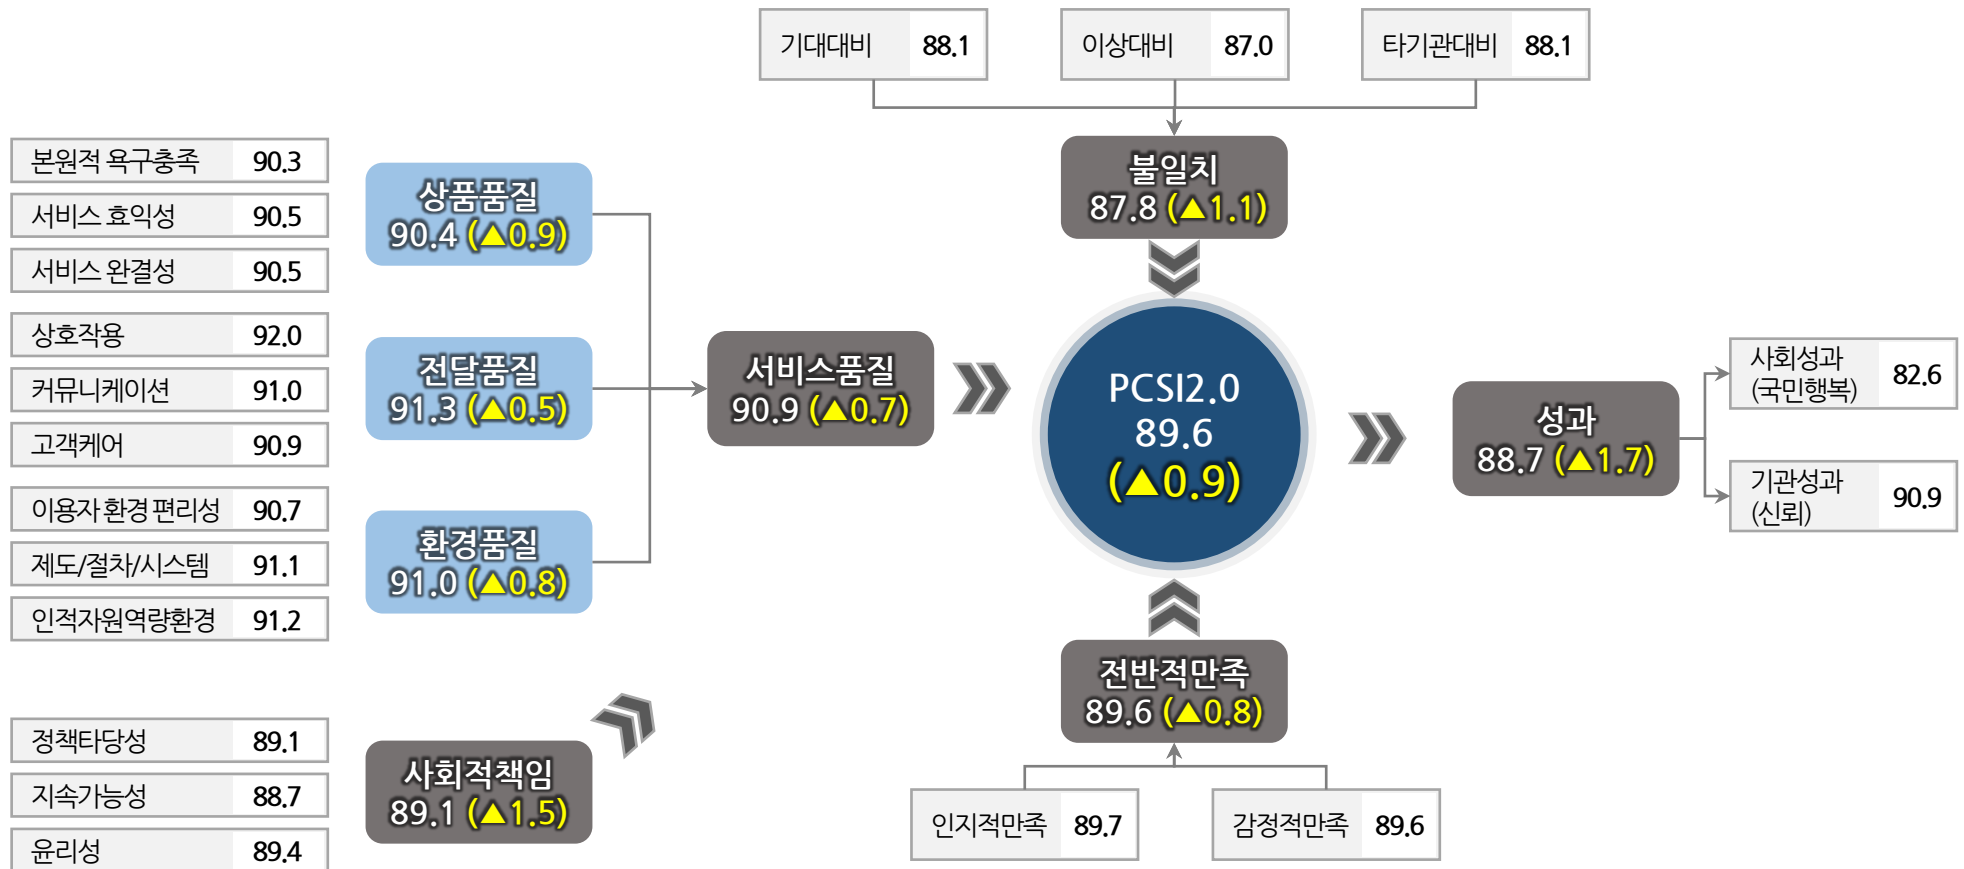 기대대비 88.1
이상대비 87.0
타기관대비 88.1
불일치
87.8 (▲1.1)
본원적 욕구충족 90.3
서비스 효익성 90.5
서비스 완결성 90.5
상품품질
90.4 (▲0.9)
상호작용 92.0
커뮤니케이션 91.0
고객케어 90.9
전달품질
91.3 (▲0.5)
이용자 환경 편리성 90.7
제도/절차/시스템 91.1
인적자원역량환경 91.2
환경품질
91.0 (▲0.8)
서비스품질
90.9 (▲0.7)
PCSI2.0
89.6
(▲0.9)
성과
88.7 (▲1.7)
사회성과
(국민행복) 82.6
기관성과
(신뢰) 90.9
정책타당성 89.1
지속가능성 88.7
윤리성 89.4
사회적책임
89.1 (▲1.5)
전반적만족
89.6 (▲0.8)
인지적만족 89.7
감정적만족 89.6